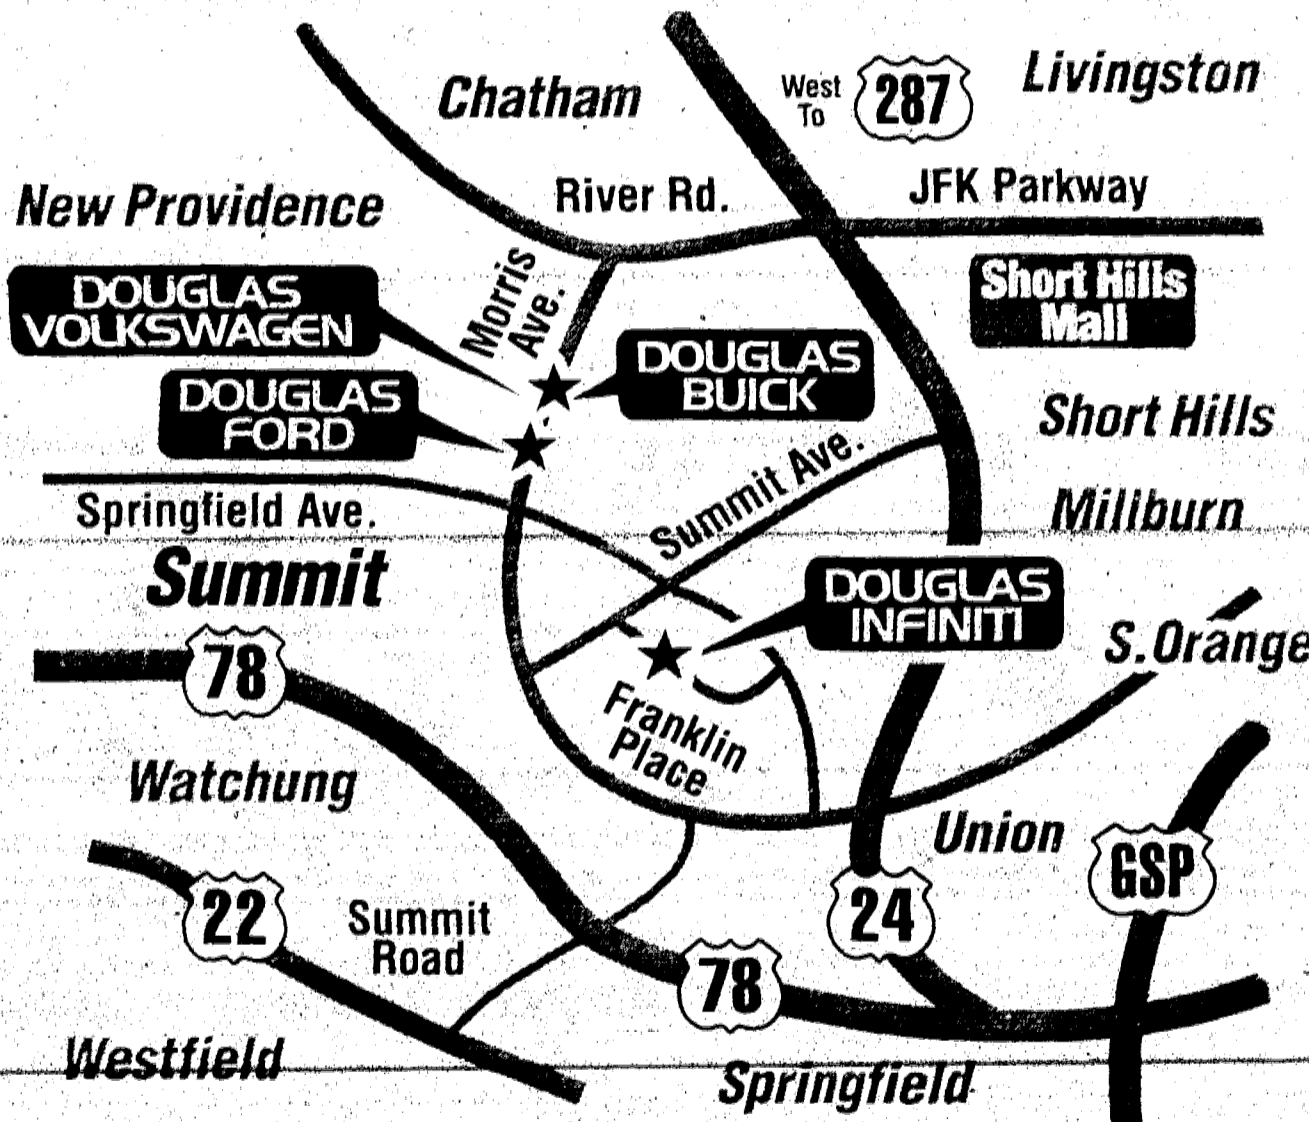 Chatham
West
To
287
Livingston
New Providence
River Rd.
JFK Parkway
DOUGLAS
VOLKSWAGEN
Morris
Ave.
Short Hills
Mall
DOUGLAS
BUICK
DOUGLAS
FORD
Short Hills
Summit Ave.
Springfield Ave.
Millburn
Summit
DOUGLAS
INFINITI
S. Orange
78
Franklin
Place
Watchung
Union
GSP
22
Summit
Road
24
78
Westfield
Springfield